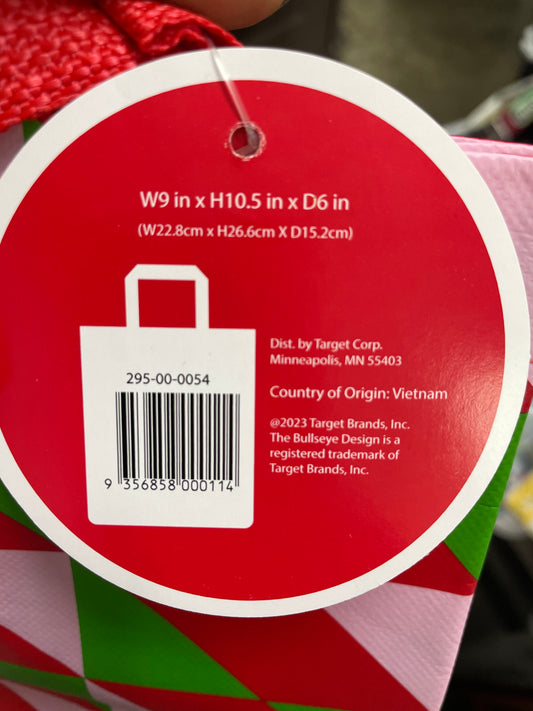 W9 in x H10.5 in x D6 in
(W22.8cm x H26.6cm X D15.2cm)
295-00-0054
9 356858 000114
Dist. by Target Corp.
Minneapolis, MN 55403
Country of Origin: Vietnam
@2023 Target Brands, Inc.
The Bullseye Design is a
registered trademark of
Target Brands, Inc.